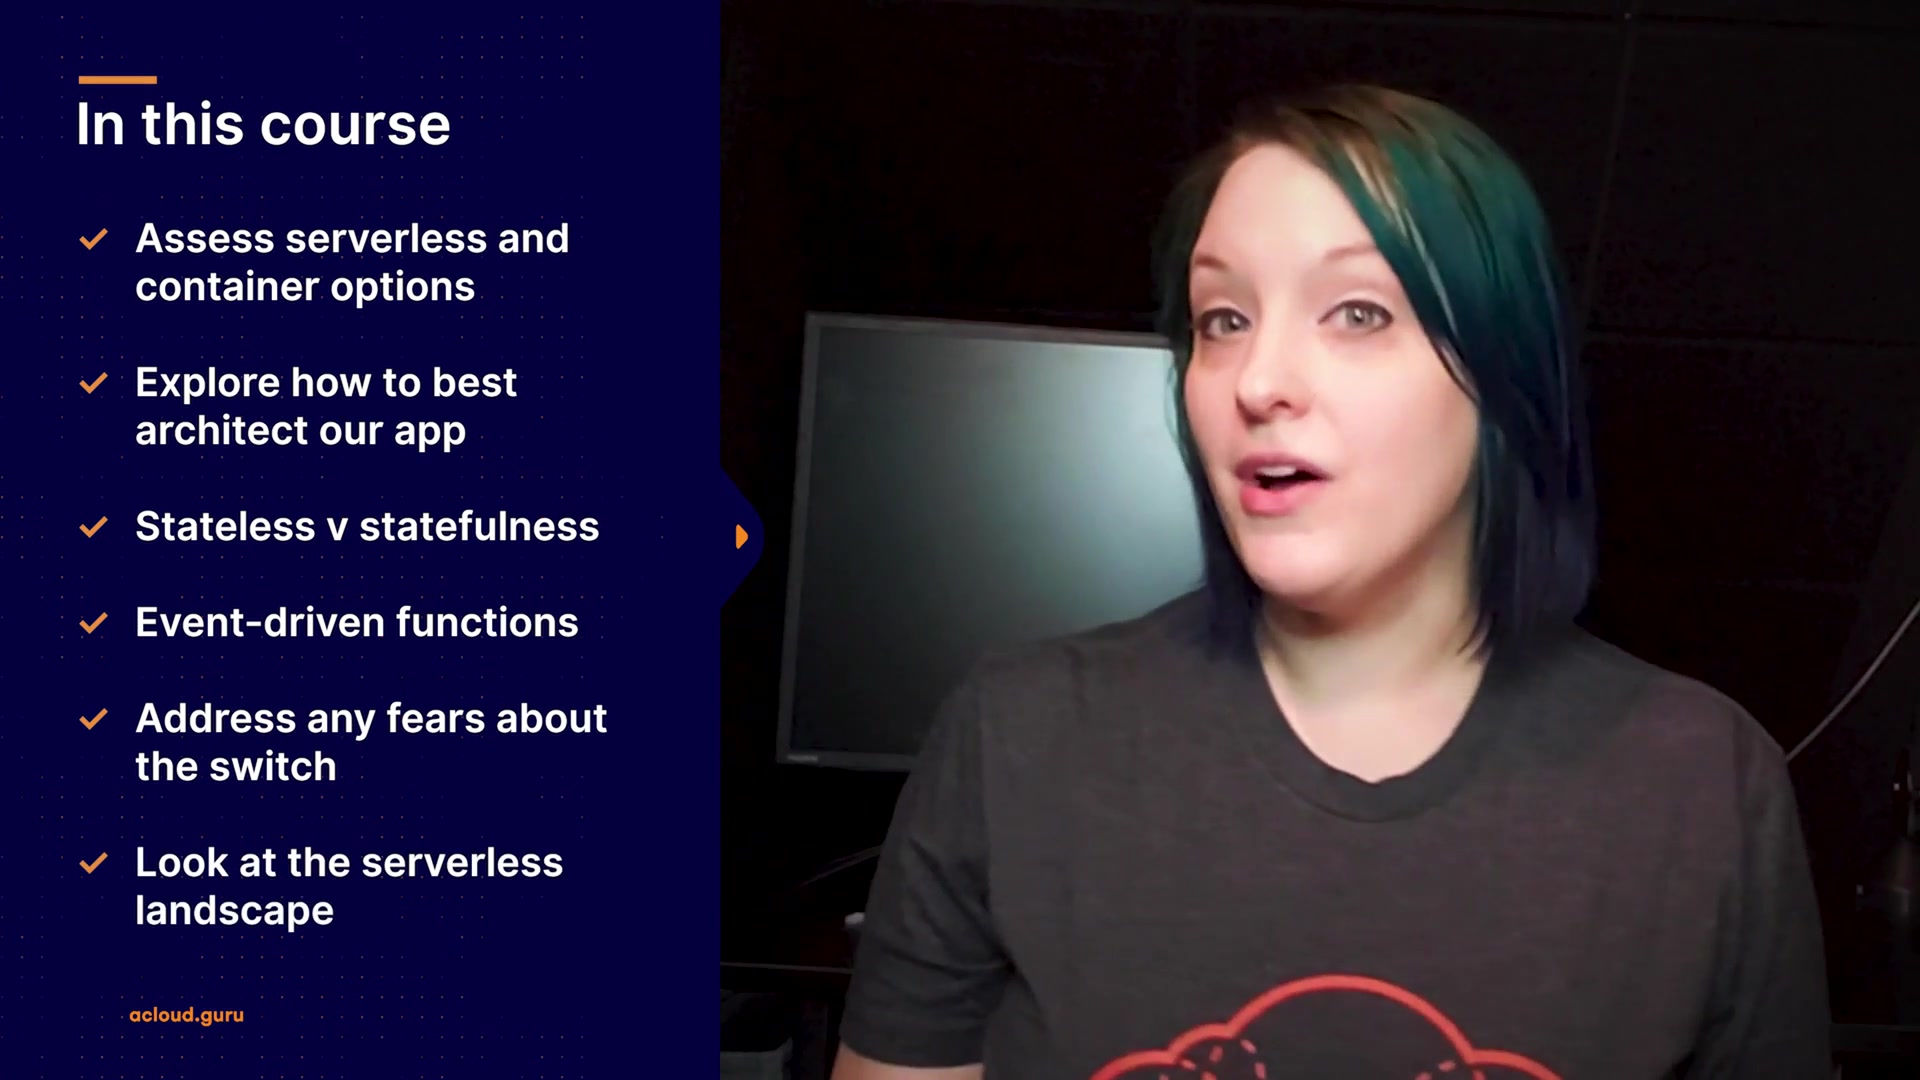 In this course
Assess serverless and
container options
Explore how to best
architect our app
Stateless v statefulness
Event-driven functions
Address any fears about
the switch
Look at the serverless
landscape
acloud.guru